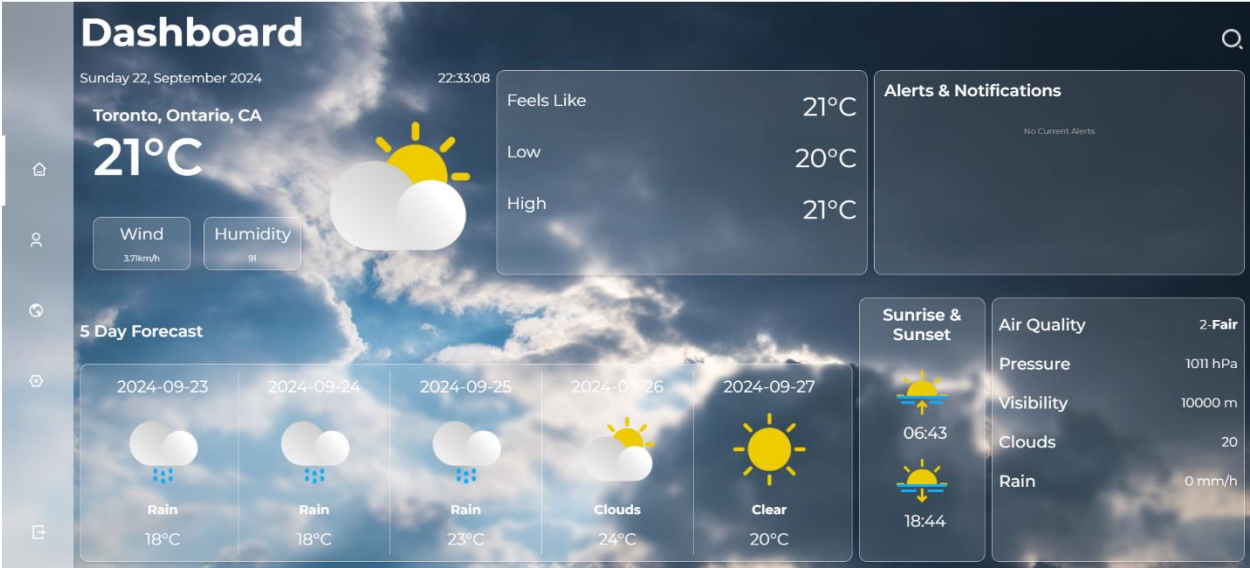 Dashboard
Sunday 22, September 2024
22:33:08
Toronto, Ontario, CA
21°C
Wind
3.71km/h
Humidity
91
Feels Like 21°C
Low 20°C
High 21°C
Alerts & Notifications
No Current Alerts
5 Day Forecast
2024-09-23
Rain
18°C
2024-09-24
Rain
18°C
2024-09-25
Rain
23°C
2024-09-26
Clouds
24°C
2024-09-27
Clear
20°C
Sunrise &
Sunset
06:43
18:44
Air Quality 2-Fair
Pressure 1011 hPa
Visibility 10000 m
Clouds 20
Rain 0 mm/h